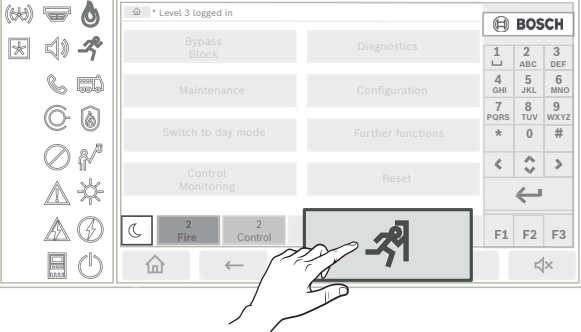 * Level 3 logged in
BOSCH
Bypass
Block
Diagnostics
Maintenance
Configuration
Switch to day mode
Further functions
Control
Monitoring
Reset
2
Fire
2
Control
1
2
ABC
3
DEF
4
GHI
5
JKL
6
MNO
7
PQRS
8
TUV
9
WXYZ
*
0
#
F1
F2
F3